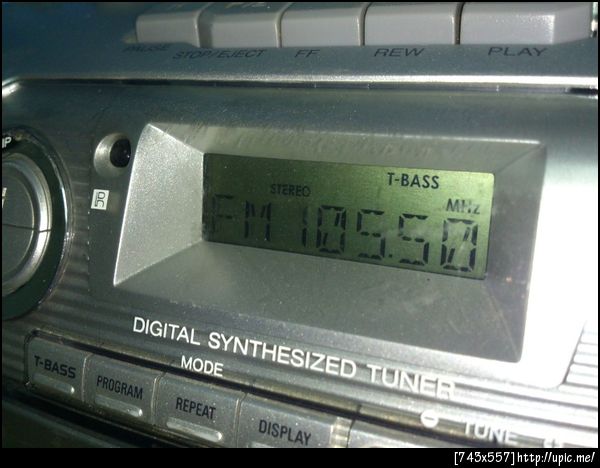 PAUSE STOP/EJECT FF REW PLAY
T-BASS
STEREO
MHz
FM 105.50
DIGITAL SYNTHESIZED TUNER
MODE
T-BASS PROGRAM REPEAT DISPLAY
TUNE
[743x557]http://upic.me/